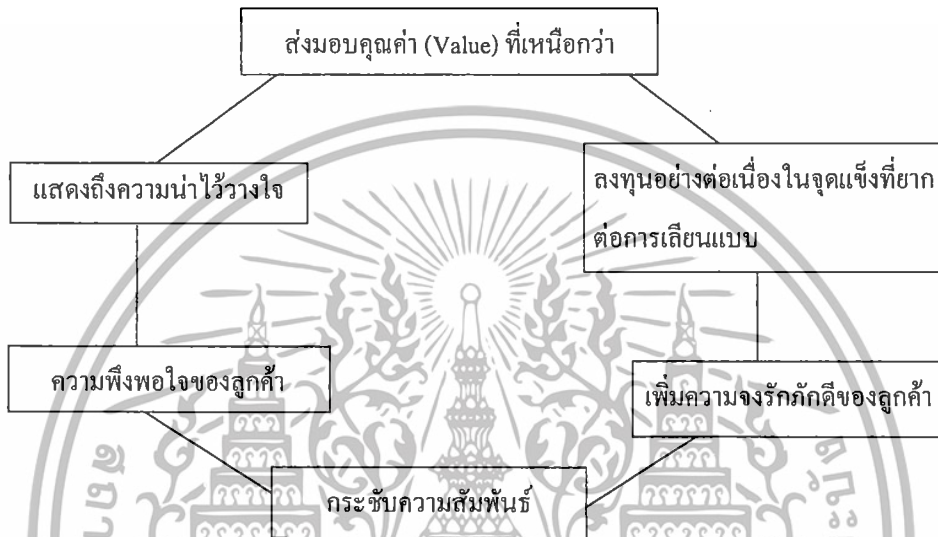 ส่งมอบคุณค่า (Value) ที่เหนือกว่า
แสดงถึงความน่าไว้วางใจ
ลงทุนอย่างต่อเนื่องในจุดแข็งที่ยาก
ต่อการเลียนแบบ
ความพึงพอใจของลูกค้า
เพิ่มความจงรักภักดีของลูกค้า
กระชับความสัมพันธ์